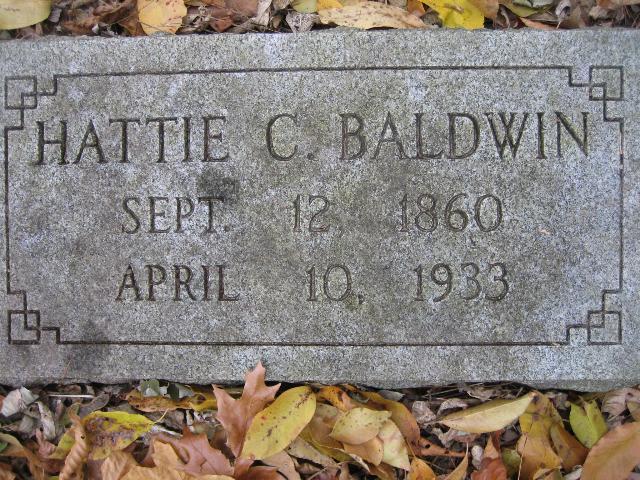 HATTIE C. BALDWIN
SEPT. 12, 1860
APRIL 10, 1933